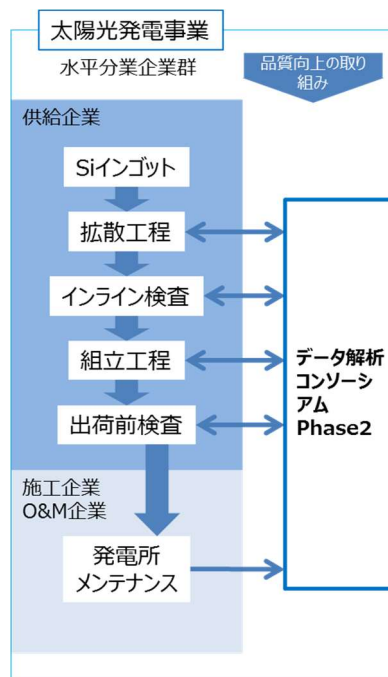 太陽光発電事業
水平分業企業群
品質向上の取り
組み
供給企業
Siインゴット
拡散工程
インライン検査
組立工程
出荷前検査
データ解析
コンソーシ
アム
Phase2
施工企業
O&M企業
発電所
メンテナンス